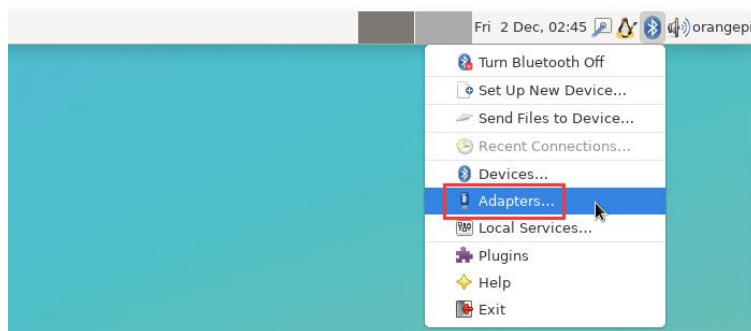 Fri 2 Dec, 02:45 orangepi
Turn Bluetooth Off
Set Up New Device...
Send Files to Device...
Recent Connections...
Devices...
Adapters...
Local Services...
Plugins
Help
Exit